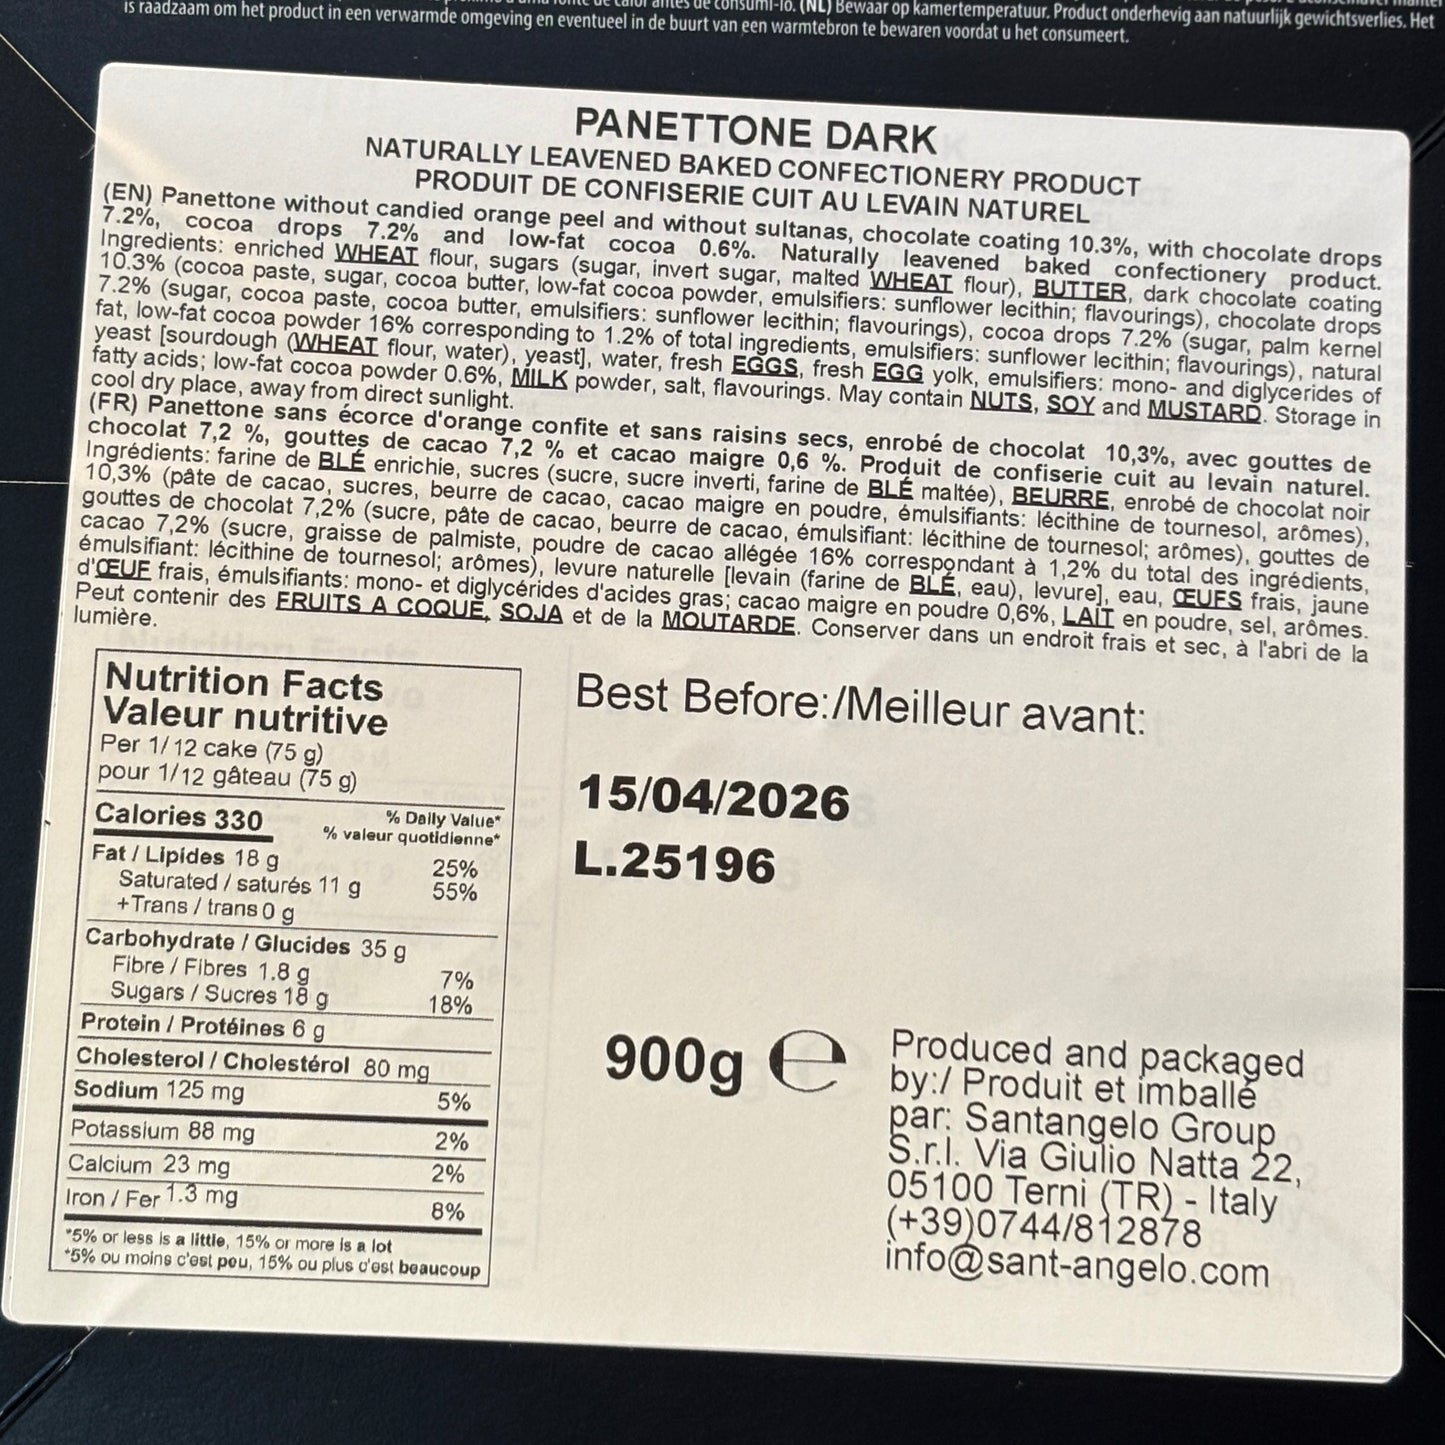 de calor antes de consumi-lo. (NL) Bewaar op kamertemperatuur. Product onderhevig aan natuurlijk gewichtsverlies. Het
is raadzaam om het product in een verwarmde omgeving en eventueel in de buurt van een warmtebron te bewaren voordat u het consumeert.
PANETTONE DARK
NATURALLY LEAVENED BAKED CONFECTIONERY PRODUCT
PRODUIT DE CONFISERIE CUIT AU LEVAIN NATUREL
(EN) Panettone without candied orange peel and without sultanas, chocolate coating 10.3%, with chocolate drops
7.2%, cocoa drops 7.2% and low-fat cocoa 0.6%. Naturally leavened baked confectionery product.
Ingredients: enriched WHEAT flour, sugars (sugar, invert sugar, malted WHEAT flour), BUTTER, dark chocolate coating
10.3% (cocoa paste, sugar, cocoa butter, low-fat cocoa powder, emulsifiers: sunflower lecithin; flavourings), chocolate drops
7.2% (sugar, cocoa paste, cocoa butter, emulsifiers: sunflower lecithin; flavourings), cocoa drops 7.2% (sugar, palm kernel
fat, low-fat cocoa powder 16% corresponding to 1.2% of total ingredients, emulsifiers: sunflower lecithin; flavourings), natural
yeast [sourdough (WHEAT flour, water), yeast], water, fresh EGGS, fresh EGG yolk, emulsifiers: mono- and diglycerides of
fatty acids; low-fat cocoa powder 0.6%, MILK powder, salt, flavourings. May contain NUTS, SOY and MUSTARD. Storage in
cool dry place, away from direct sunlight.
(FR) Panettone sans écorce d'orange confite et sans raisins secs, enrobé de chocolat 10,3%, avec gouttes de
chocolat 7,2 %, gouttes de cacao 7,2 % et cacao maigre 0,6 %. Produit de confiserie cuit au levain naturel.
Ingrédients: farine de BLÉ enrichie, sucres (sucre, sucre inverti, farine de BLÉ maltée), BEURRE, enrobé de chocolat noir
10,3% (pâte de cacao, sucres, beurre de cacao, cacao maigre en poudre, émulsifiants: lécithine de tournesol, arômes),
gouttes de chocolat 7,2% (sucre, pâte de cacao, beurre de cacao, émulsifiant: lécithine de tournesol; arômes), gouttes de
cacao 7,2% (sucre, graisse de palmiste, poudre de cacao allégée 16% correspondant à 1,2% du total des ingrédients,
émulsifiant: lécithine de tournesol; arômes), levure naturelle [levain (farine de BLÉ, eau), levure], eau, ŒUFS frais, jaune
d'ŒUF frais, émulsifiants: mono- et diglycérides d'acides gras; cacao maigre en poudre 0,6%, LAIT en poudre, sel, arômes.
Peut contenir des FRUITS A COQUE, SOJA et de la MOUTARDE. Conserver dans un endroit frais et sec, à l'abri de la
lumière.
Nutrition Facts
Valeur nutritive
Per 1/12 cake (75 g)
pour 1/12 gâteau (75 g)
Calories 330 % Daily Value*
% valeur quotidienne*
Fat / Lipides 18 g 25%
Saturated / saturés 11 g 55%
+Trans / trans 0 g
Carbohydrate / Glucides 35 g
Fibre / Fibres 1.8 g 7%
Sugars / Sucres 18 g 18%
Protein / Protéines 6 g
Cholesterol / Cholestérol 80 mg
Sodium 125 mg 5%
Potassium 88 mg 2%
Calcium 23 mg 2%
Iron / Fer 1.3 mg 8%
*5% or less is a little, 15% or more is a lot
*5% ou moins c'est peu, 15% ou plus c'est beaucoup
Best Before:/Meilleur avant:
15/04/2026
L.25196
900g ℮
Produced and packaged
by:/ Produit et imballé
par: Santangelo Group
S.r.l. Via Giulio Natta 22,
05100 Terni (TR) - Italy
(+39)0744/812878
info@sant-angelo.com